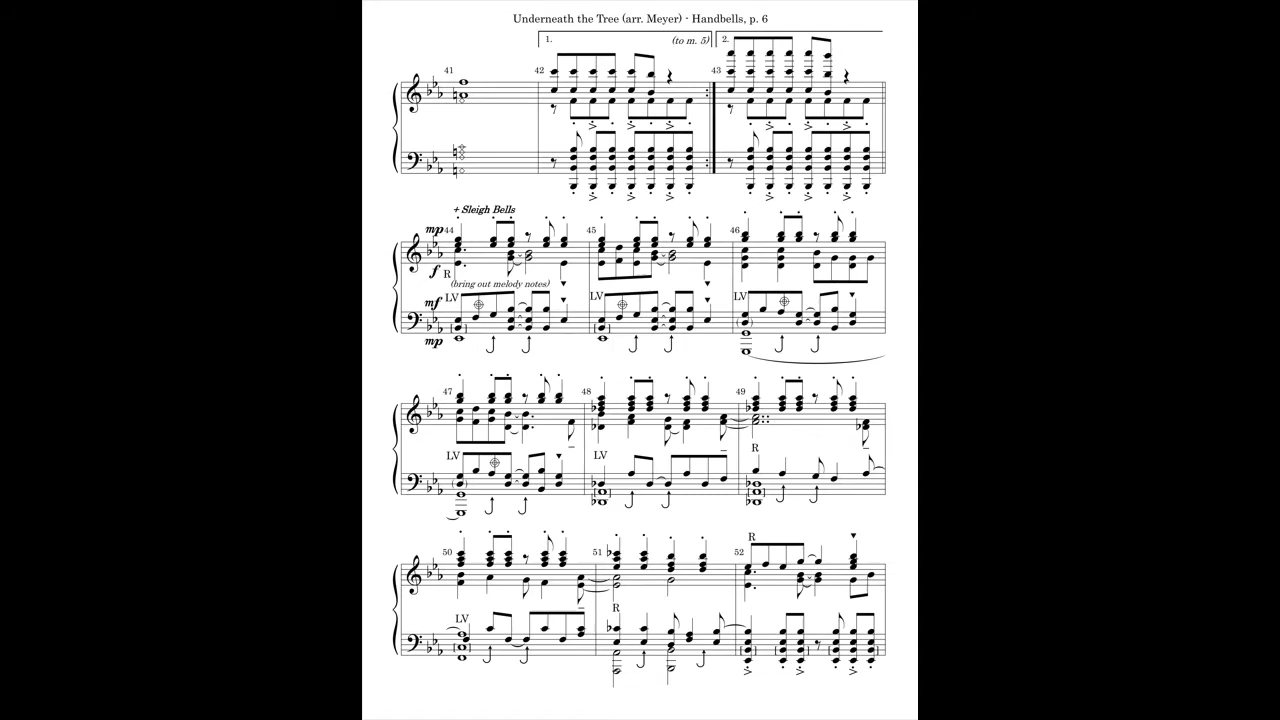 Underneath the Tree (arr. Meyer) · Handbells, p. 6
1. (to m. 5) 2.
41 42 43
+ Sleigh Bells
mp 44 45 46
f R
(bring out melody notes)
mf LV LV LV
mp
47 48 49
LV LV R
50 51 52 R
LV R